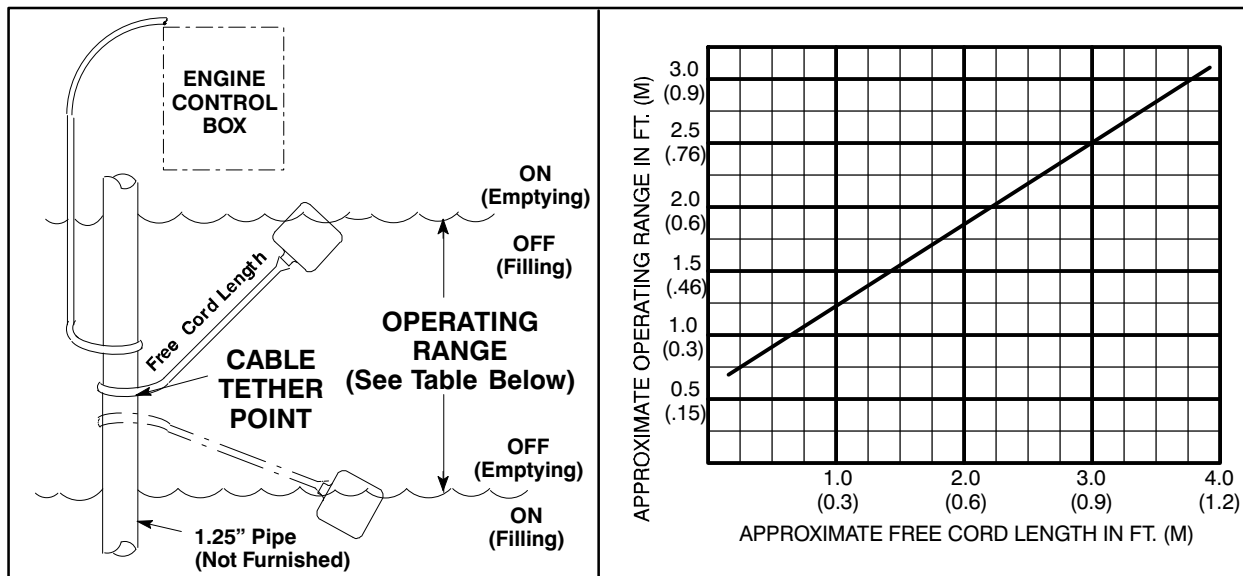 ENGINE
CONTROL
BOX
ON
(Emptying)
OFF
(Filling)
Free Cord Length
OPERATING
RANGE
(See Table Below)
CABLE
TETHER
POINT
OFF
(Emptying)
ON
(Filling)
1.25” Pipe
(Not Furnished)
APPROXIMATE OPERATING RANGE IN FT. (M)
3.0
(0.9)
2.5
(.76)
2.0
(0.6)
1.5
(.46)
1.0
(0.3)
0.5
(.15)
1.0 2.0 3.0 4.0
(0.3) (0.6) (0.9) (1.2)
APPROXIMATE FREE CORD LENGTH IN FT. (M)